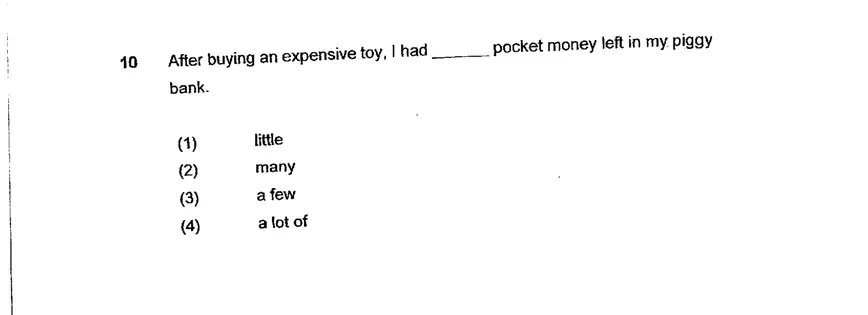 10 After buying an expensive toy, I had ______ pocket money left in my piggy
bank.
(1) little
(2) many
(3) a few
(4) a lot of